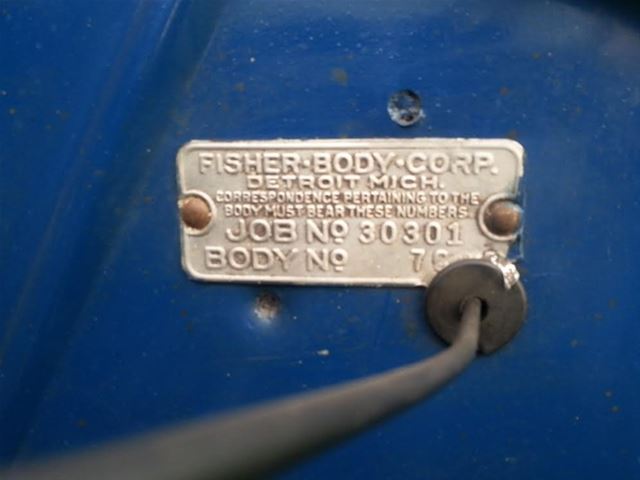 FISHER·BODY·CORP.
DETROIT MICH.
CORRESPONDENCE PERTAINING TO THE
BODY MUST BEAR THESE NUMBERS.
JOB NO 30301
BODY NO